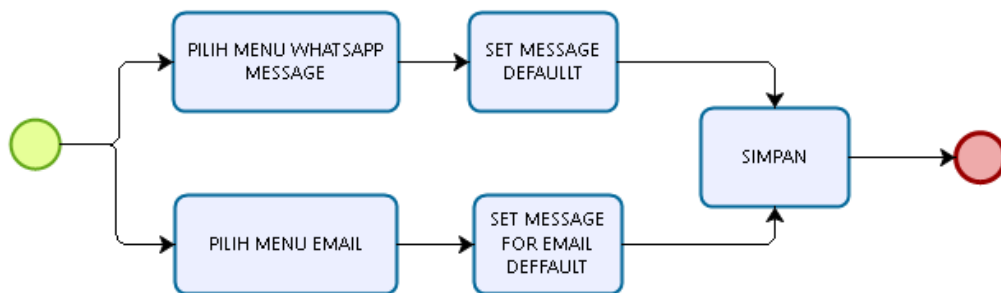 PILIH MENU WHATSAPP
MESSAGE
SET MESSAGE
DEFAULLT
SIMPAN
PILIH MENU EMAIL
SET MESSAGE
FOR EMAIL
DEFFAULT